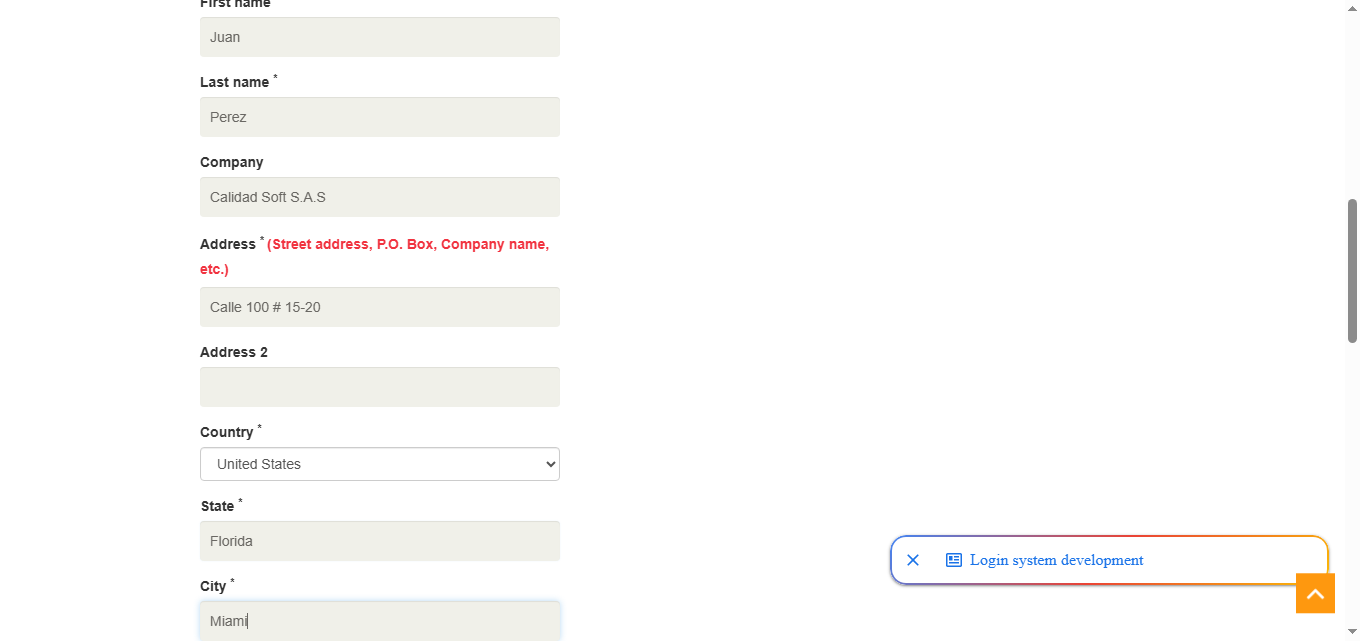 First name
Juan
Last name *
Perez
Company
Calidad Soft S.A.S
Address * (Street address, P.O. Box, Company name,
etc.)
Calle 100 # 15-20
Address 2
Country *
United States
State *
Florida
City *
Miami
Login system development